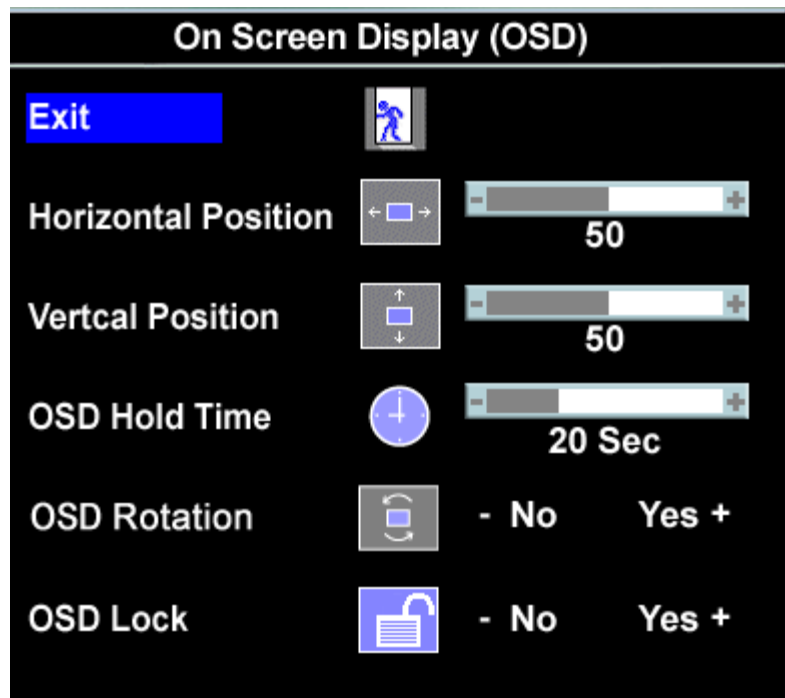 On Screen Display (OSD)
Exit
Horizontal Position - +
50
Vertcal Position - +
50
OSD Hold Time - +
20 Sec
OSD Rotation - No Yes +
OSD Lock - No Yes +